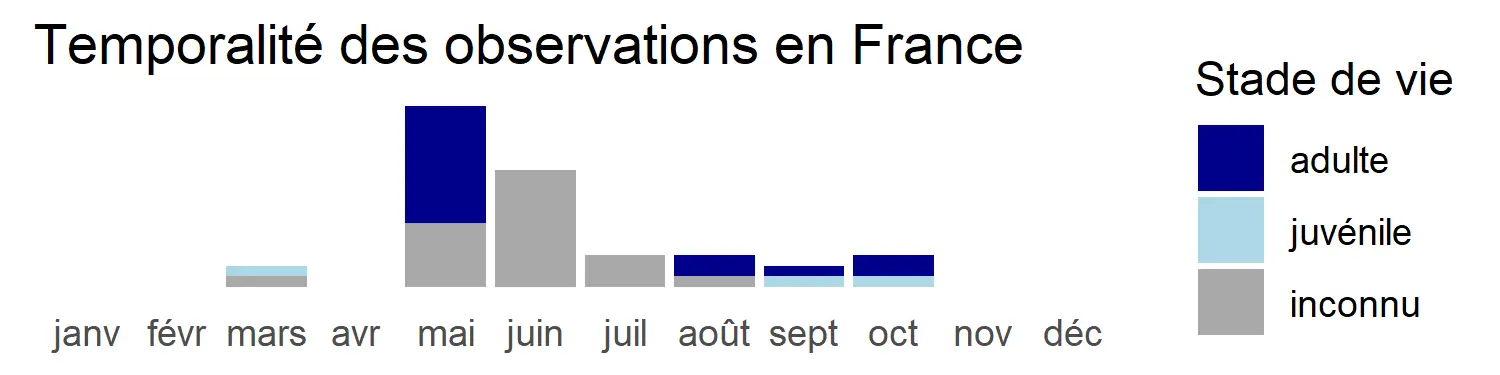 Temporalité des observations en France
Stade de vie
adulte
juvénile
inconnu
janv févr mars avr mai juin juil août sept oct nov déc